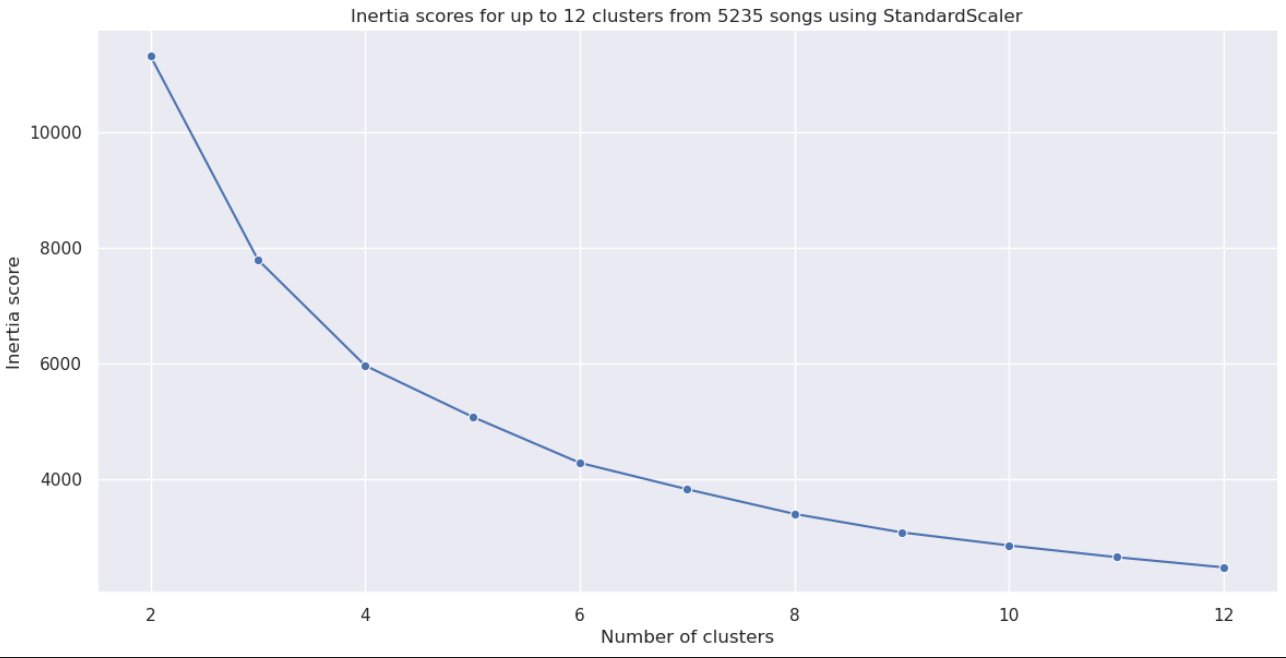 Inertia scores for up to 12 clusters from 5235 songs using StandardScaler
10000
8000
6000
4000
Inertia score
2 4 6 8 10 12
Number of clusters